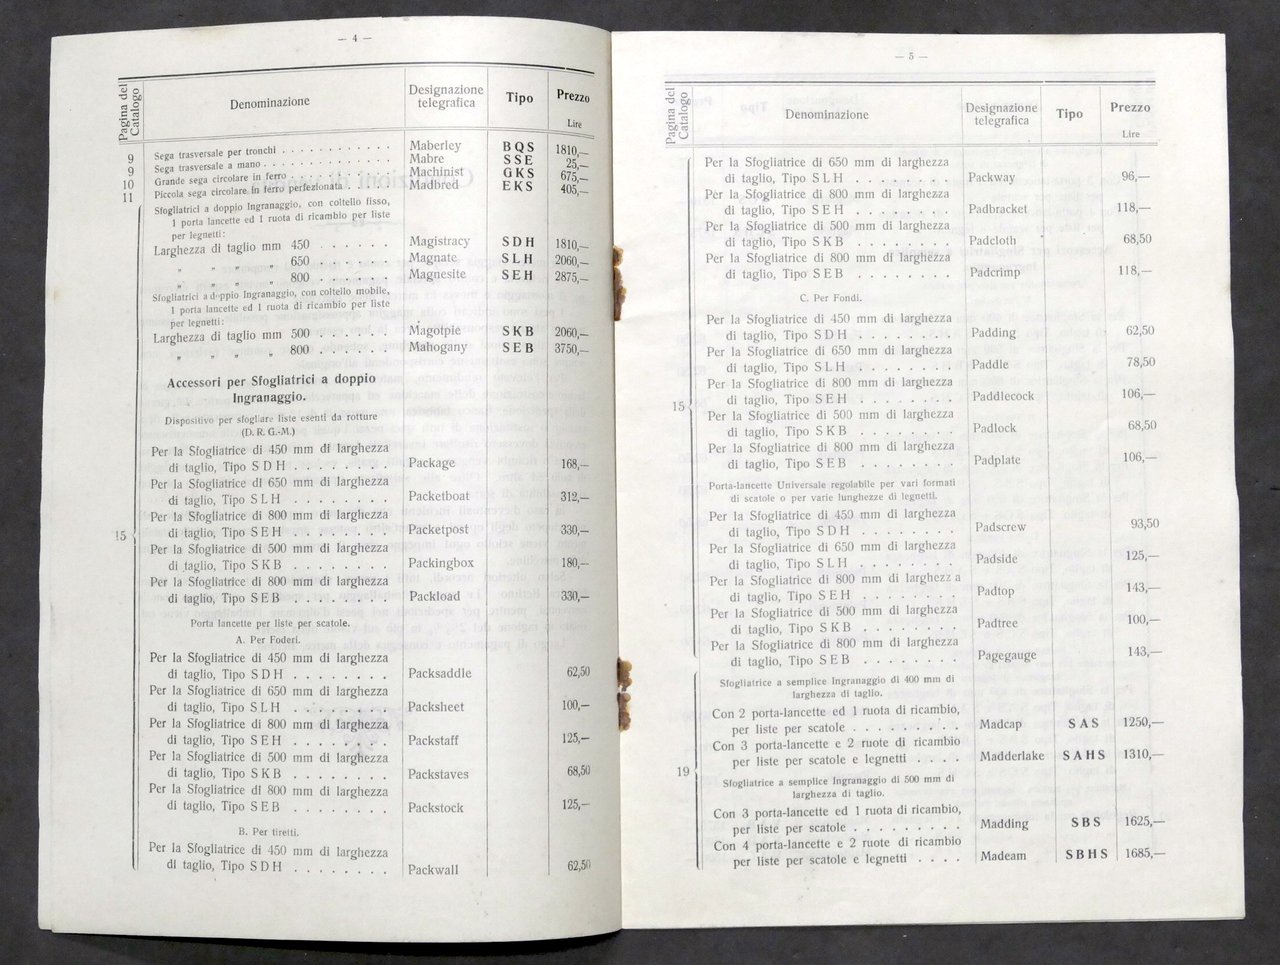 — 4 —
Pagina del Catalogo
Denominazione
Designazione telegrafica
Tipo
Prezzo
Lire
9 Sega trasversale per tronchi . . . . . . . . . . . Maberley BQS 1810,—
9 Sega trasversale a mano . . . . . . . . . . . . . Mabre SSE 25,—
10 Grande sega circolare in ferro . . . . . . . . . . Machinist GKS 675,—
11 Piccola sega circolare in ferro perfezionata . . . . Madbred EKS 405,—
Sfogliatrici a doppio Ingranaggio, con coltello fisso,
1 porta lancette ed 1 ruota di ricambio per liste
per legnetti:
Larghezza di taglio mm 450 . . . . . . Magistracy SDH 1810,—
„ „ „ „ 650 . . . . . . Magnate SLH 2060,—
„ „ „ „ 800 . . . . . . Magnesite SEH 2875,—
Sfogliatrici a doppio Ingranaggio, con coltello mobile,
1 porta lancette ed 1 ruota di ricambio per liste
per legnetti:
Larghezza di taglio mm 500 . . . . . . Magotpie SKB 2060,—
„ „ „ „ 800 . . . . . . Mahogany SEB 3750,—
Accessori per Sfogliatrici a doppio
Ingranaggio.
Dispositivo per sfogliare liste esenti da rotture
(D. R. G.-M.)
Per la Sfogliatrice di 450 mm di larghezza
di taglio, Tipo SDH . . . . . . . . Package 168,—
Per la Sfogliatrice di 650 mm di larghezza
di taglio, Tipo SLH . . . . . . . . Packetboat 312,—
Per la Sfogliatrice di 800 mm di larghezza
di taglio, Tipo SEH . . . . . . . . Packetpost 330,—
15
Per la Sfogliatrice di 500 mm di larghezza
di taglio, Tipo SKB . . . . . . . . Packingbox 180,—
Per la Sfogliatrice di 800 mm di larghezza
di taglio, Tipo SEB . . . . . . . . Packload 330,—
Porta lancette per liste per scatole.
A. Per Foderi.
Per la Sfogliatrice di 450 mm di larghezza
di taglio, Tipo SDH . . . . . . . . Packsaddle 62,50
Per la Sfogliatrice di 650 mm di larghezza
di taglio, Tipo SLH . . . . . . . . Packsheet 100,—
Per la Sfogliatrice di 800 mm di larghezza
di taglio, Tipo SEH . . . . . . . . Packstaff 125,—
Per la Sfogliatrice di 500 mm di larghezza
di taglio, Tipo SKB . . . . . . . . Packstaves 68,50
Per la Sfogliatrice di 800 mm di larghezza
di taglio, Tipo SEB . . . . . . . . Packstock 125,—
B. Per tiretti.
Per la Sfogliatrice di 450 mm di larghezza
di taglio, Tipo SDH . . . . . . . . Packwall 62,50
— 5 —
Pagina del Catalogo
Denominazione
Designazione telegrafica
Tipo
Prezzo
Lire
Per la Sfogliatrice di 650 mm di larghezza
di taglio, Tipo SLH . . . . . . . . Packway 96,—
Per la Sfogliatrice di 800 mm di larghezza
di taglio, Tipo SEH . . . . . . . . Padbracket 118,—
Per la Sfogliatrice di 500 mm di larghezza
di taglio, Tipo SKB . . . . . . . . Padcloth 68,50
Per la Sfogliatrice di 800 mm di larghezza
di taglio, Tipo SEB . . . . . . . . Padcrimp 118,—
C. Per Fondi.
Per la Sfogliatrice di 450 mm di larghezza
di taglio, Tipo SDH . . . . . . . . Padding 62,50
Per la Sfogliatrice di 650 mm di larghezza
di taglio, Tipo SLH . . . . . . . . Paddle 78,50
Per la Sfogliatrice di 800 mm di larghezza
di taglio, Tipo SEH . . . . . . . . Paddlecock 106,—
15
Per la Sfogliatrice di 500 mm di larghezza
di taglio, Tipo SKB . . . . . . . . Padlock 68,50
Per la Sfogliatrice di 800 mm di larghezza
di taglio, Tipo SEB . . . . . . . . Padplate 106,—
Porta-lancette Universale regolabile per vari formati
di scatole o per varie lunghezze di legnetti.
Per la Sfogliatrice di 450 mm di larghezza
di taglio, Tipo SDH . . . . . . . . Padscrew 93,50
Per la Sfogliatrice di 650 mm di larghezza
di taglio, Tipo SLH . . . . . . . . Padside 125,—
Per la Sfogliatrice di 800 mm di larghezz a
di taglio, Tipo SEH . . . . . . . . Padtop 143,—
Per la Sfogliatrice di 500 mm di larghezza
di taglio, Tipo SKB . . . . . . . . Padtree 100,—
Per la Sfogliatrice di 800 mm di larghezza
di taglio, Tipo SEB . . . . . . . . Pagegauge 143,—
Sfogliatrice a semplice Ingranaggio di 400 mm di
larghezza di taglio.
Con 2 porta-lancette ed 1 ruota di ricambio,
per liste per scatole . . . . . . . . . Madcap SAS 1250,—
Con 3 porta-lancette e 2 ruote di ricambio
per liste per scatole e legnetti . . . . Madderlake SAHS 1310,—
19
Sfogliatrice a semplice Ingranaggio di 500 mm di
larghezza di taglio.
Con 3 porta-lancette ed 1 ruota di ricambio,
per liste per scatole . . . . . . . . . Madding SBS 1625,—
Con 4 porta-lancette e 2 ruote di ricambio
per liste per scatole e legnetti . . . . Madeam SBHS 1685,—